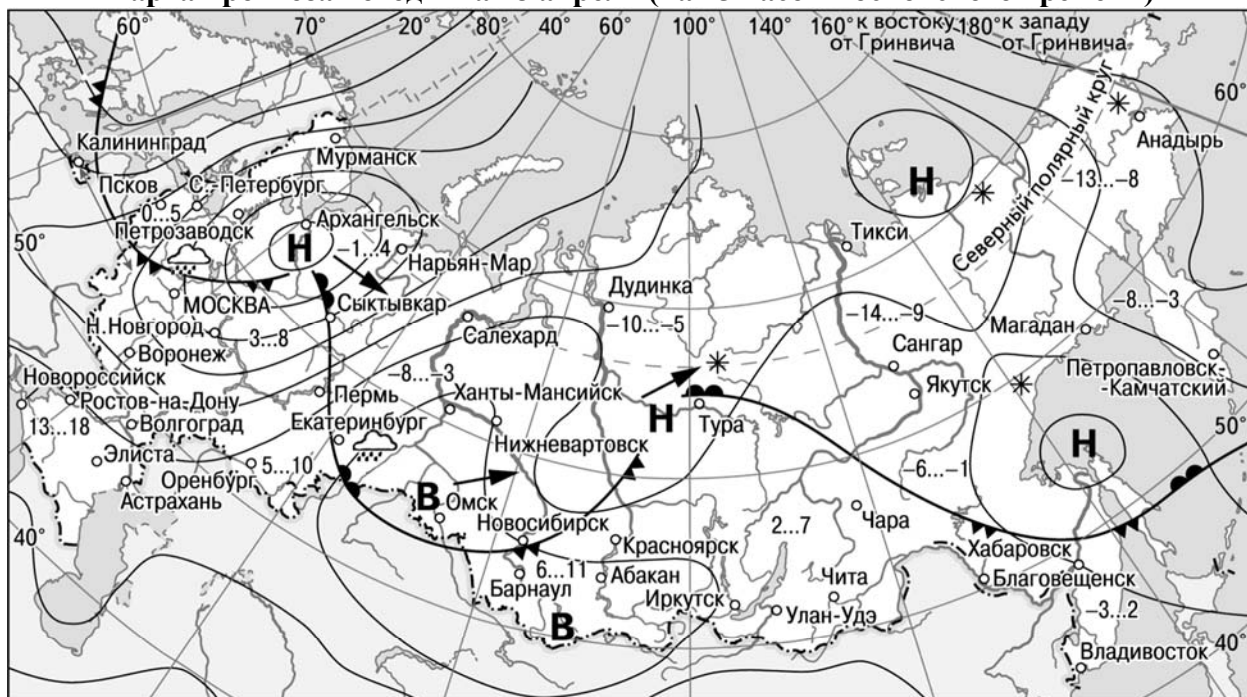 60° 70° 20° 40° 60° 80° 100° 120° 140° 160° к востоку от Гринвича 180° к западу от Гринвича
60°
Калининград
Мурманск
Северный полярный круг
Анадырь
Псков
С.-Петербург
Н
–13...–8
0...5
Петрозаводск
Архангельск
50°
Н
–1...4
Нарьян-Мар
Тикси
МОСКВА
Сыктывкар
Дудинка
–8...–3
Н.Новгород
3...8
Салехард
–10...–5
–14...–9
Магадан
Воронеж
Сангар
Новороссийск
–8...–3
Ханты-Мансийск
Якутск
Петропавловск-
-Камчатский
Ростов-на-Дону
Пермь
Н
Тура
13...18
Волгоград
Екатеринбург
50°
Элиста
Нижневартовск
Н
Оренбург
5...10
–6...–1
Астрахань
В
Омск
Чара
40°
Новосибирск
2...7
Красноярск
Хабаровск
6...11
Абакан
Чита
Благовещенск
Барнаул
Иркутск
Улан-Удэ
–3...2
В
40°
Владивосток